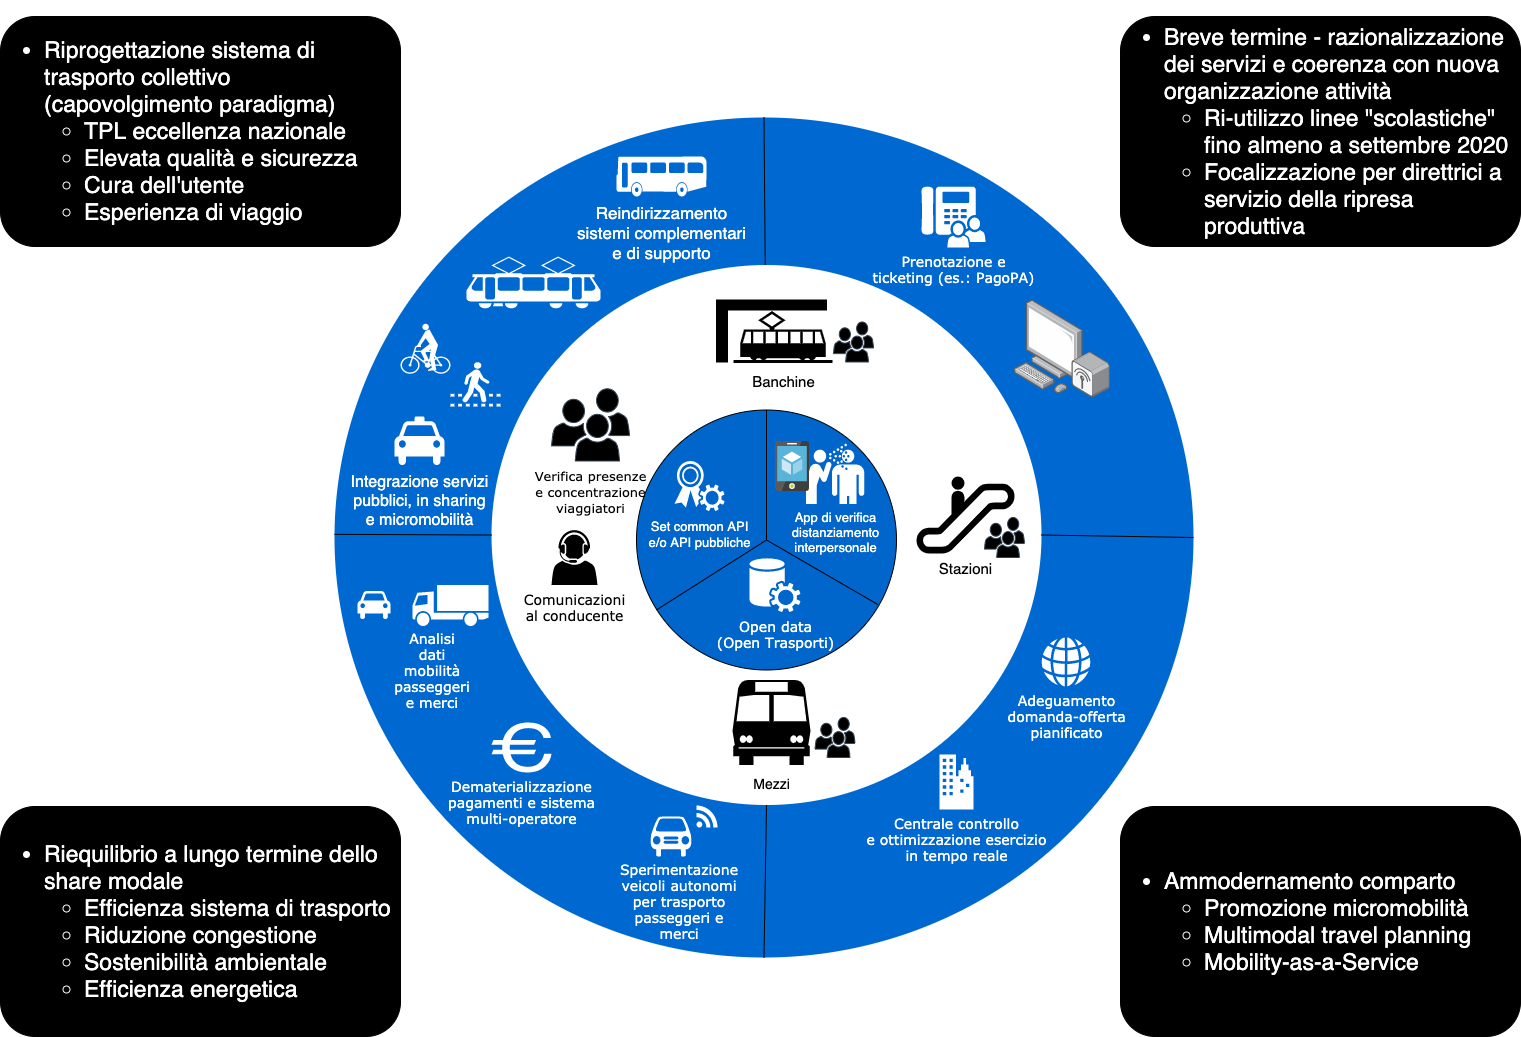 • Riprogettazione sistema di
trasporto collettivo
(capovolgimento paradigma)
◦ TPL eccellenza nazionale
◦ Elevata qualità e sicurezza
◦ Cura dell'utente
◦ Esperienza di viaggio
• Breve termine - razionalizzazione
dei servizi e coerenza con nuova
organizzazione attività
◦ Ri-utilizzo linee "scolastiche"
fino almeno a settembre 2020
◦ Focalizzazione per direttrici a
servizio della ripresa
produttiva
Reindirizzamento
sistemi complementari
e di supporto
Prenotazione e
ticketing (es.: PagoPA)
Banchine
Integrazione servizi
pubblici, in sharing
e micromobilità
Verifica presenze
e concentrazione
viaggiatori
Set common API
e/o API pubbliche
App di verifica
distanziamento
interpersonale
Stazioni
Comunicazioni
al conducente
Open data
(Open Trasporti)
Analisi
dati
mobilità
passeggeri
e merci
Adeguamento
domanda-offerta
pianificato
Mezzi
Dematerializzazione
pagamenti e sistema
multi-operatore
Centrale controllo
e ottimizzazione esercizio
in tempo reale
Sperimentazione
veicoli autonomi
per trasporto
passeggeri e
merci
• Riequilibrio a lungo termine dello
share modale
◦ Efficienza sistema di trasporto
◦ Riduzione congestione
◦ Sostenibilità ambientale
◦ Efficienza energetica
• Ammodernamento comparto
◦ Promozione micromobilità
◦ Multimodal travel planning
◦ Mobility-as-a-Service